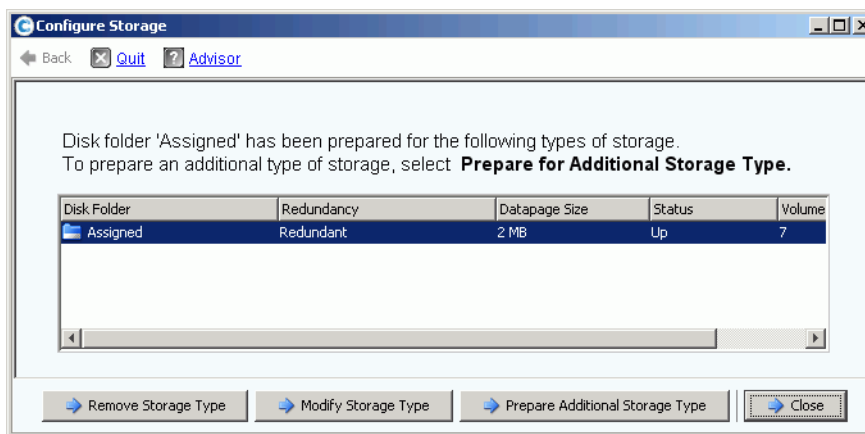 Configure Storage
Back Quit Advisor
Disk folder 'Assigned' has been prepared for the following types of storage.
To prepare an additional type of storage, select Prepare for Additional Storage Type.
Disk Folder Redundancy Datapage Size Status Volume
Assigned Redundant 2 MB Up 7
Remove Storage Type Modify Storage Type Prepare Additional Storage Type Close